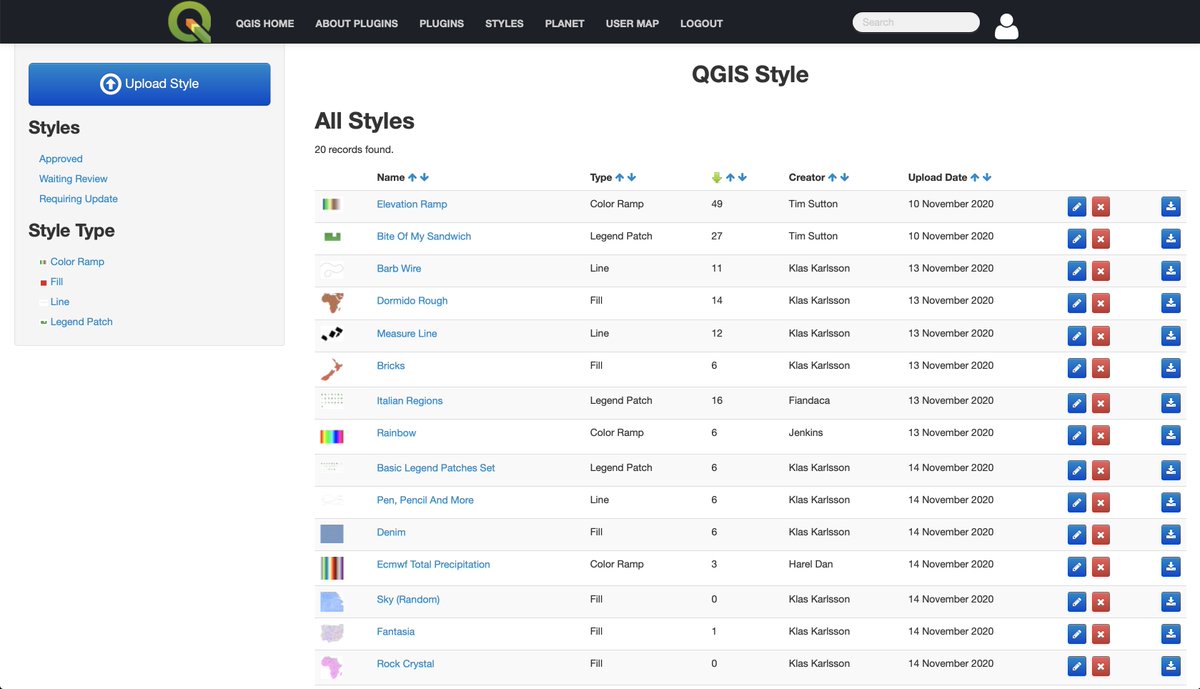 QGIS HOME ABOUT PLUGINS PLUGINS STYLES PLANET USER MAP LOGOUT Search
Upload Style
Styles
Approved
Waiting Review
Requiring Update
Style Type
Color Ramp
Fill
Line
Legend Patch
QGIS Style
All Styles
20 records found.
Name Type Creator Upload Date
Elevation Ramp Color Ramp 49 Tim Sutton 10 November 2020
Bite Of My Sandwich Legend Patch 27 Tim Sutton 10 November 2020
Barb Wire Line 11 Klas Karlsson 13 November 2020
Dormido Rough Fill 14 Klas Karlsson 13 November 2020
Measure Line Line 12 Klas Karlsson 13 November 2020
Bricks Fill 6 Klas Karlsson 13 November 2020
Italian Regions Legend Patch 16 Fiandaca 13 November 2020
Rainbow Color Ramp 6 Jenkins 13 November 2020
Basic Legend Patches Set Legend Patch 6 Klas Karlsson 14 November 2020
Pen, Pencil And More Line 6 Klas Karlsson 14 November 2020
Denim Fill 6 Klas Karlsson 14 November 2020
Ecmwf Total Precipitation Color Ramp 3 Harel Dan 14 November 2020
Sky (Random) Fill 0 Klas Karlsson 14 November 2020
Fantasia Fill 1 Klas Karlsson 14 November 2020
Rock Crystal Fill 0 Klas Karlsson 14 November 2020